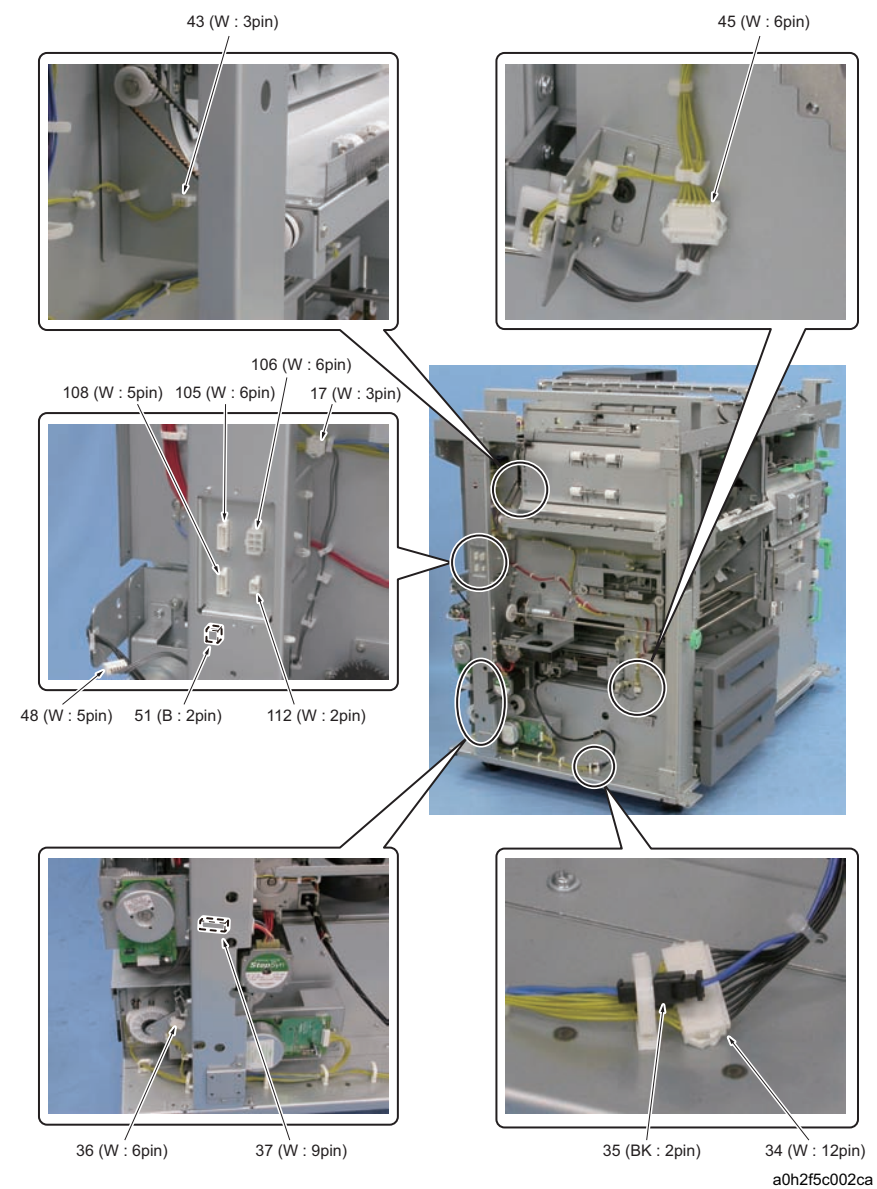 43 (W : 3pin)
45 (W : 6pin)
106 (W : 6pin)
108 (W : 5pin)
105 (W : 6pin)
17 (W : 3pin)
48 (W : 5pin)
51 (B : 2pin)
112 (W : 2pin)
StepSyn
36 (W : 6pin)
37 (W : 9pin)
35 (BK : 2pin)
34 (W : 12pin)
a0h2f5c002ca